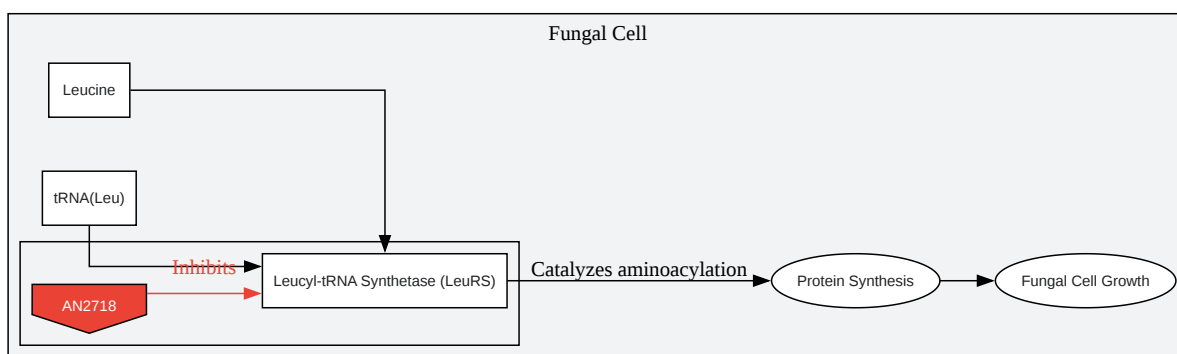 Fungal Cell
Leucine
tRNA(Leu)
Inhibits
Leucyl-tRNA Synthetase (LeuRS)
Catalyzes aminoacylation
Protein Synthesis
Fungal Cell Growth
AN2718